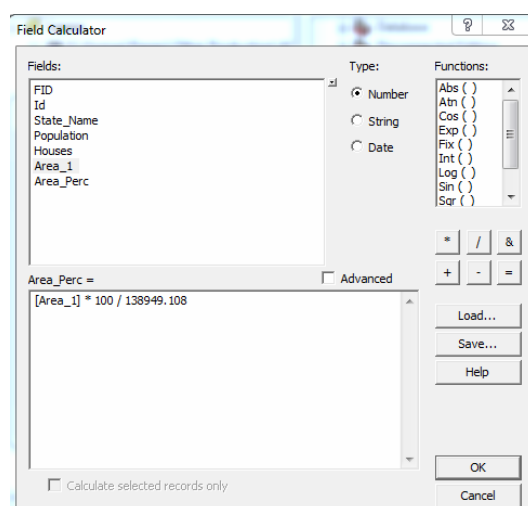 Field Calculator
Fields:
FID
Id
State_Name
Population
Houses
Area_1
Area_Perc
Type:
Number
String
Date
Functions:
Abs ( )
Atn ( )
Cos ( )
Exp ( )
Fix ( )
Int ( )
Log ( )
Sin ( )
Sqr ( )
* / &
+ - =
Area_Perc =
Advanced
[Area_1] * 100 / 138949.108
Load...
Save...
Help
Calculate selected records only
OK
Cancel